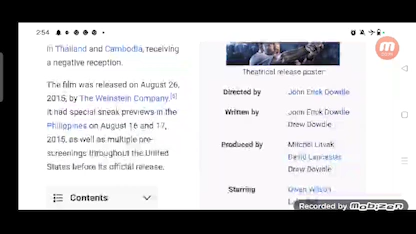 2:54
in Thailand and Cambodia, receiving
a negative reception.
The film was released on August 26,
2015, by The Weinstein Company.[5]
It had special sneak previews in the
Philippines on August 16 and 17,
2015, as well as multiple pre-
screenings throughout the United
States before its official release.
Contents
Theatrical release poster
Directed by John Erick Dowdle
Written by John Erick Dowdle
Drew Dowdle
Produced by
Drew Dowdle
Starring Owen Wilson
Recorded by Mobizen